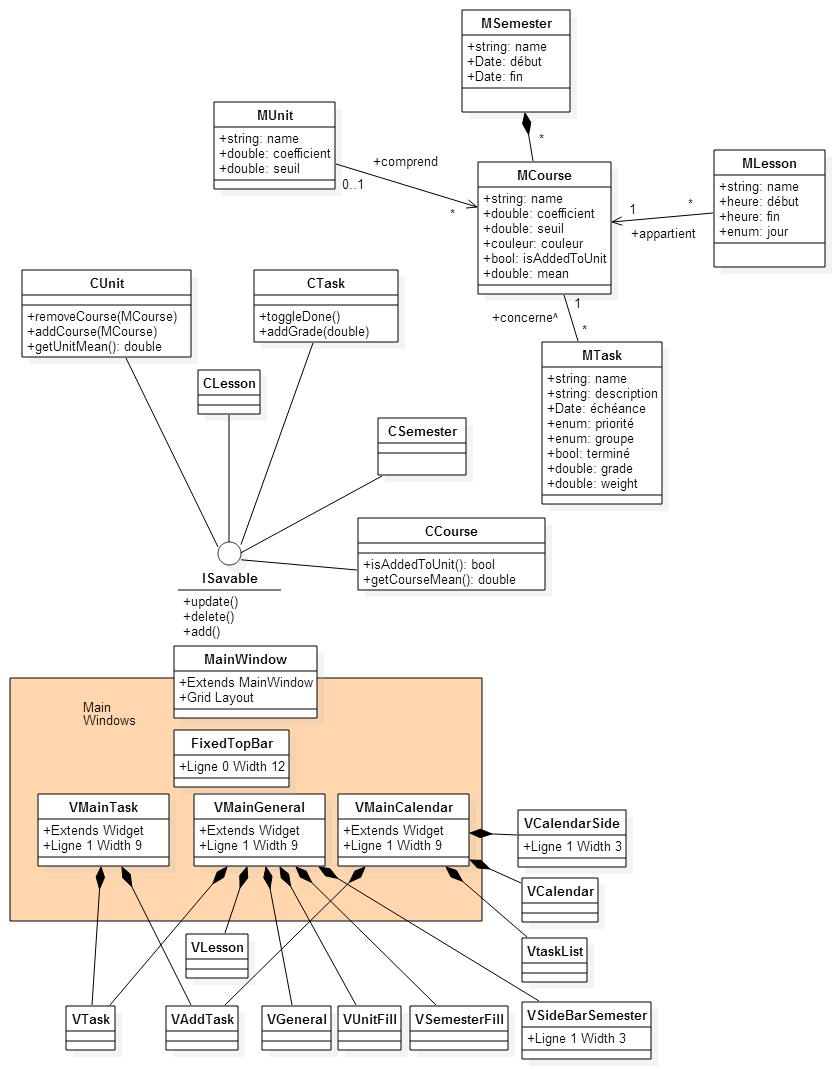 MSemester
+string: name
+Date: début
+Date: fin
*
MUnit
+string: name
+double: coefficient
+double: seuil
+comprend
0..1
*
MCourse
+string: name
+double: coefficient
+double: seuil
+couleur: couleur
+bool: isAddedToUnit
+double: mean
MLesson
+string: name
+heure: début
+heure: fin
+enum: jour
1
*
+appartient
+concerne^
1
*
MTask
+string: name
+string: description
+Date: échéance
+enum: priorité
+enum: groupe
+bool: terminé
+double: grade
+double: weight
CUnit
+removeCourse(MCourse)
+addCourse(MCourse)
+getUnitMean(): double
CTask
+toggleDone()
+addGrade(double)
CLesson
CSemester
CCourse
+isAddedToUnit(): bool
+getCourseMean(): double
ISavable
+update()
+delete()
+add()
MainWindow
+Extends MainWindow
+Grid Layout
Main
Windows
FixedTopBar
+Ligne 0 Width 12
VMainTask
+Extends Widget
+Ligne 1 Width 9
VMainGeneral
+Extends Widget
+Ligne 1 Width 9
VMainCalendar
+Extends Widget
+Ligne 1 Width 9
VCalendarSide
+Ligne 1 Width 3
VCalendar
VLesson
VtaskList
VTask
VAddTask
VGeneral
VUnitFill
VSemesterFill
VSideBarSemester
+Ligne 1 Width 3